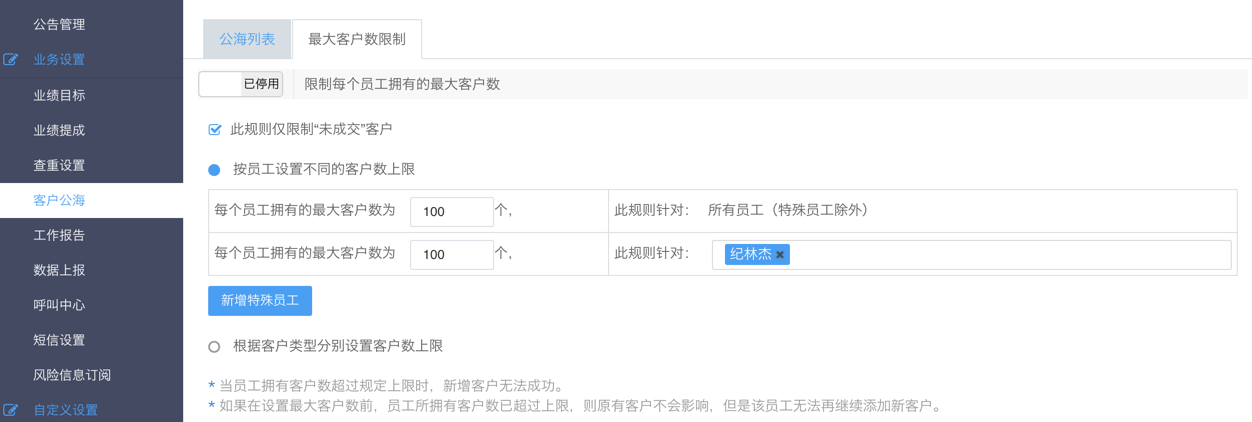 公告管理
业务设置
业绩目标
业绩提成
查重设置
客户公海
工作报告
数据上报
呼叫中心
短信设置
风险信息订阅
自定义设置
公海列表 最大客户数限制
已停用 限制每个员工拥有的最大客户数
此规则仅限制“未成交”客户
按员工设置不同的客户数上限
每个员工拥有的最大客户数为 100 个, 此规则针对： 所有员工（特殊员工除外）
每个员工拥有的最大客户数为 100 个, 此规则针对： 纪林杰 ×
新增特殊员工
根据客户类型分别设置客户数上限
* 当员工拥有客户数超过规定上限时，新增客户无法成功。
* 如果在设置最大客户数前，员工所拥有客户数已超过上限，则原有客户不会影响，但是该员工无法再继续添加新客户。